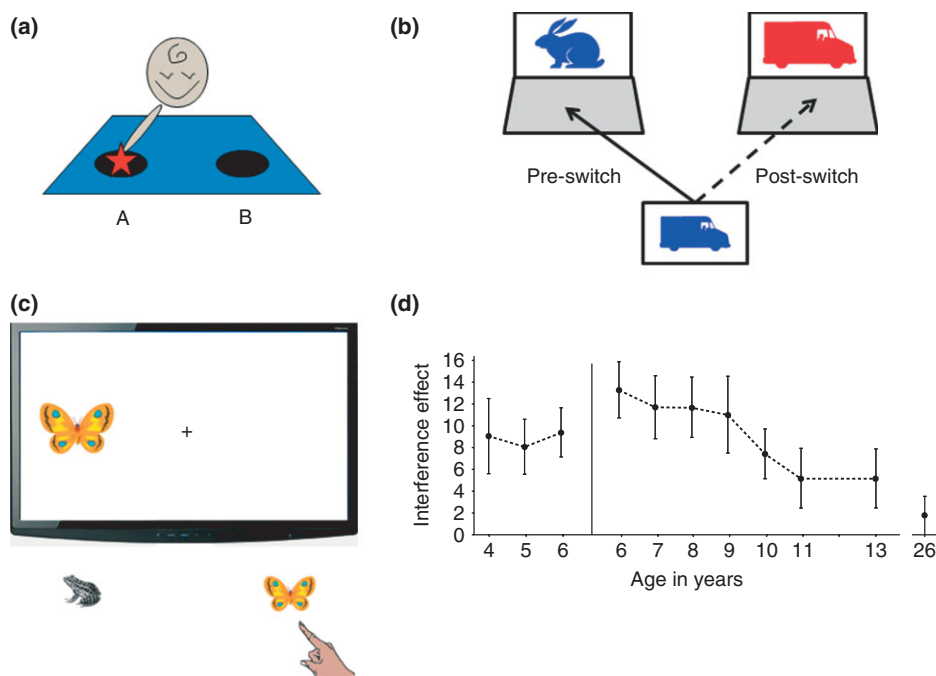 (a)
A B
(b)
Pre-switch Post-switch
(c)
+
(d)
Interference effect
16
14
12
10
8
6
4
2
0
4 5 6 6 7 8 9 10 11 13 26
Age in years